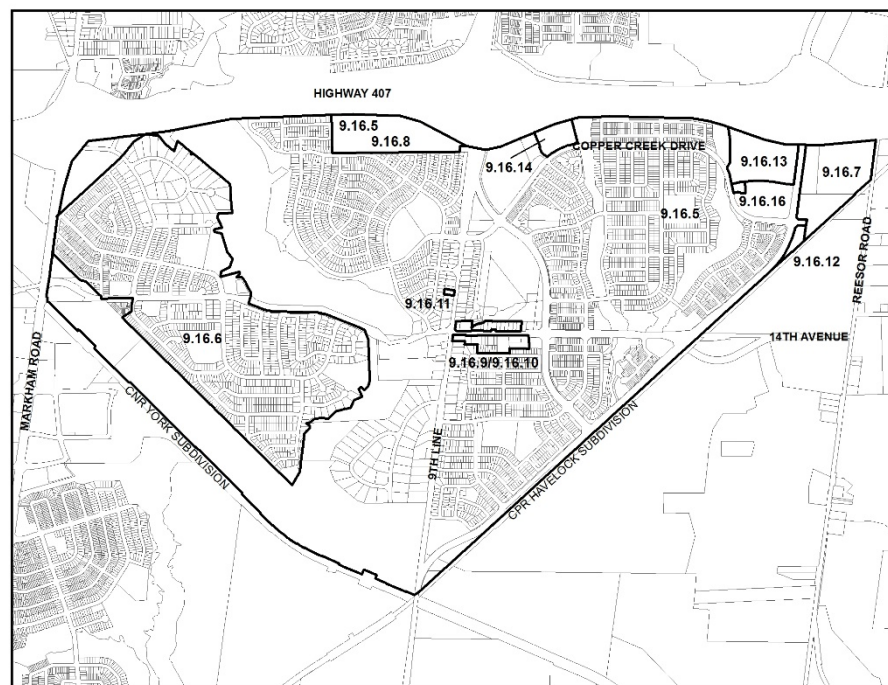 HIGHWAY 407
9.16.5
9.16.8
COPPER CREEK DRIVE
9.16.14
9.16.13
9.16.7
9.16.16
9.16.5
9.16.12
REESOR ROAD
9.16.11
9.16.6
14TH AVENUE
9.16.9/9.16.10
MARKHAM ROAD
CNR YORK SUBDIVISION
9TH LINE
CPR HAVELOCK SUBDIVISION